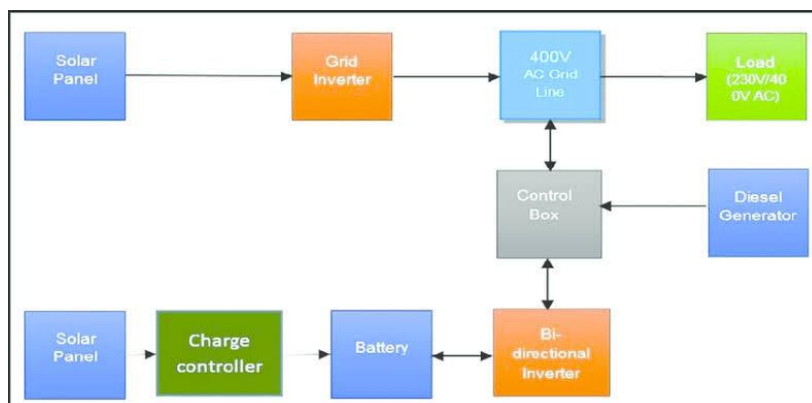 Solar
Panel
Grid
Inverter
400V
AC Grid
Line
Load
(230V/40
0V AC)
Control
Box
Diesel
Generator
Solar
Panel
Charge
controller
Battery
Bi-
directional
Inverter